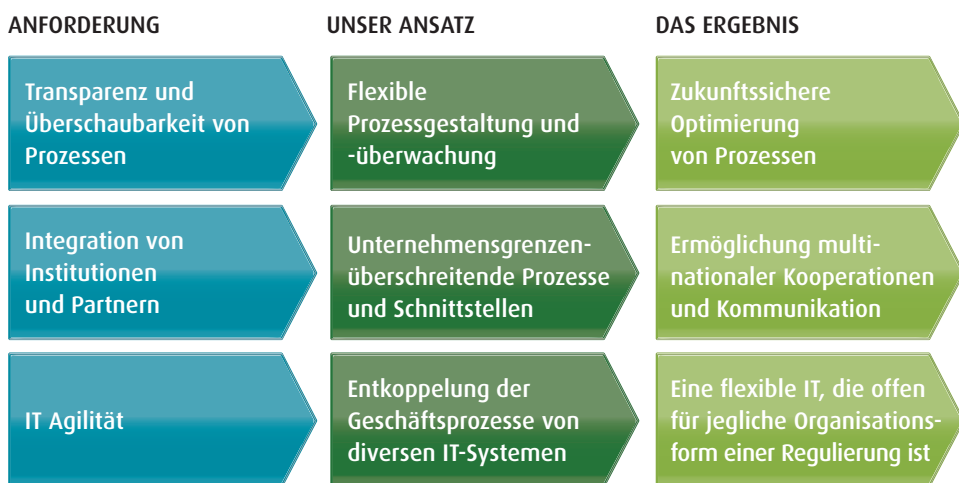 ANFORDERUNG
UNSER ANSATZ
DAS ERGEBNIS
Transparenz und
Überschaubarkeit von
Prozessen
Flexible
Prozessgestaltung und
-überwachung
Zukunftssichere
Optimierung
von Prozessen
Integration von
Institutionen
und Partnern
Unternehmensgrenzen-
überschreitende Prozesse
und Schnittstellen
Ermöglichung multi-
nationaler Kooperationen
und Kommunikation
IT Agilität
Entkoppelung der
Geschäftsprozesse von
diversen IT-Systemen
Eine flexible IT, die offen
für jegliche Organisations-
form einer Regulierung ist